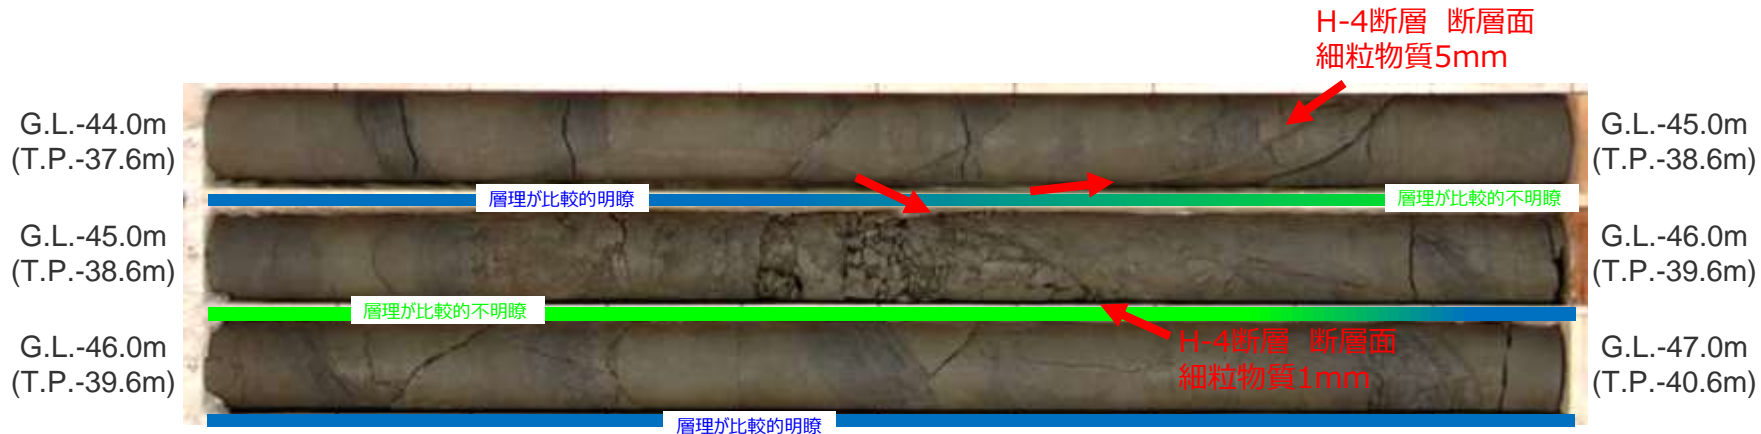 H-4断層 断層面
細粒物質5mm
G.L.-44.0m
(T.P.-37.6m)
G.L.-45.0m
(T.P.-38.6m)
層理が比較的明瞭
層理が比較的不明瞭
G.L.-45.0m
(T.P.-38.6m)
G.L.-46.0m
(T.P.-39.6m)
層理が比較的不明瞭
H-4断層 断層面
細粒物質1mm
G.L.-46.0m
(T.P.-39.6m)
G.L.-47.0m
(T.P.-40.6m)
層理が比較的明瞭